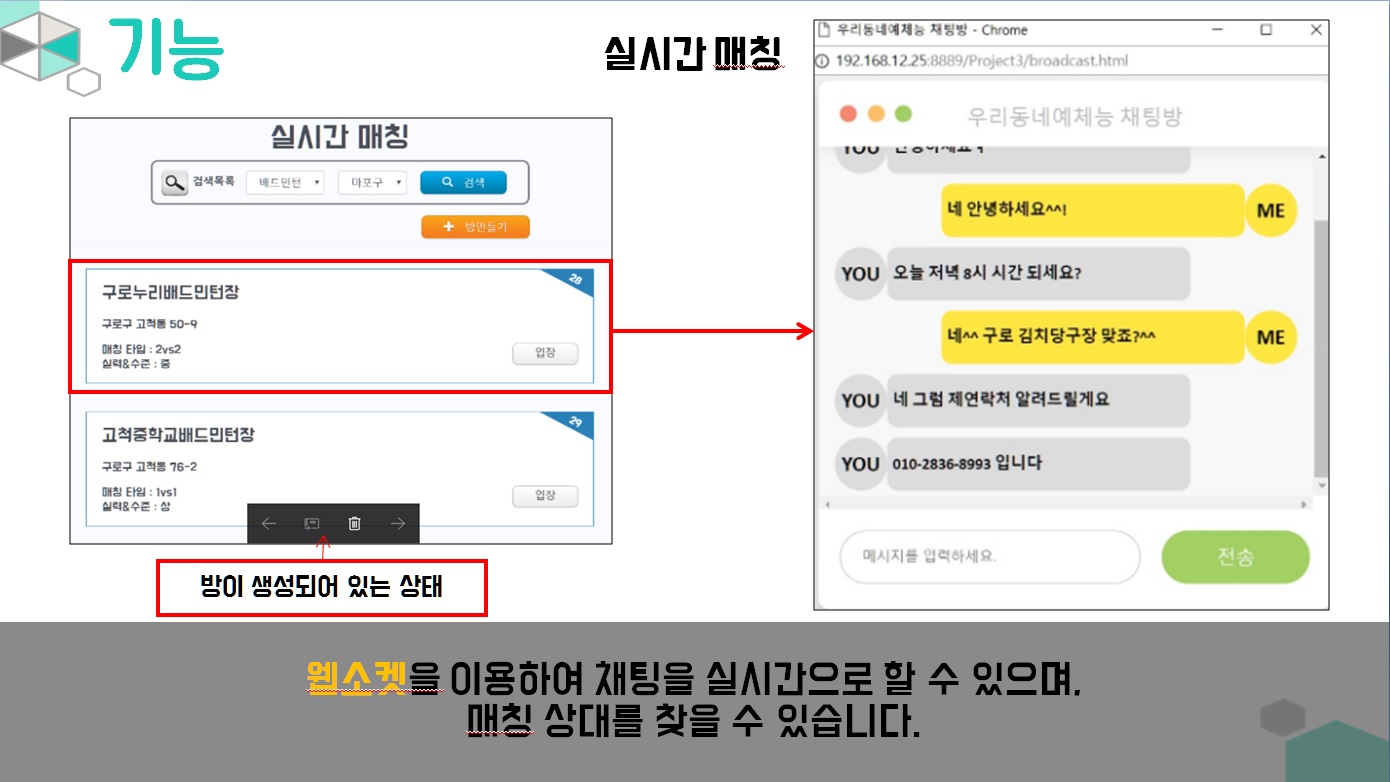 기능
실시간 매칭
실시간 매칭
검색목록 배드민턴 마포구 검색
방만들기
28
구로누리배드민턴장
구로구 고척동 50-9
매칭 타입 : 2vs2
실력&수준 : 중
입장
29
고척중학교배드민턴장
구로구 고척동 76-2
매칭 타입 : 1vs1
실력&수준 : 상
입장
방이 생성되어 있는 상태
우리동네예체능 채팅방 - Chrome
192.168.12.25:8889/Project3/broadcast.html
우리동네예체능 채팅방
YOU
네 안녕하세요^^! ME
YOU 오늘 저녁 8시 시간 되세요?
네^^ 구로 김치당구장 맞죠?^^ ME
YOU 네 그럼 제연락처 알려드릴게요
YOU 010-2836-8993 입니다
메시지를 입력하세요. 전송
웹소켓을 이용하여 채팅을 실시간으로 할 수 있으며,
매칭 상대를 찾을 수 있습니다.